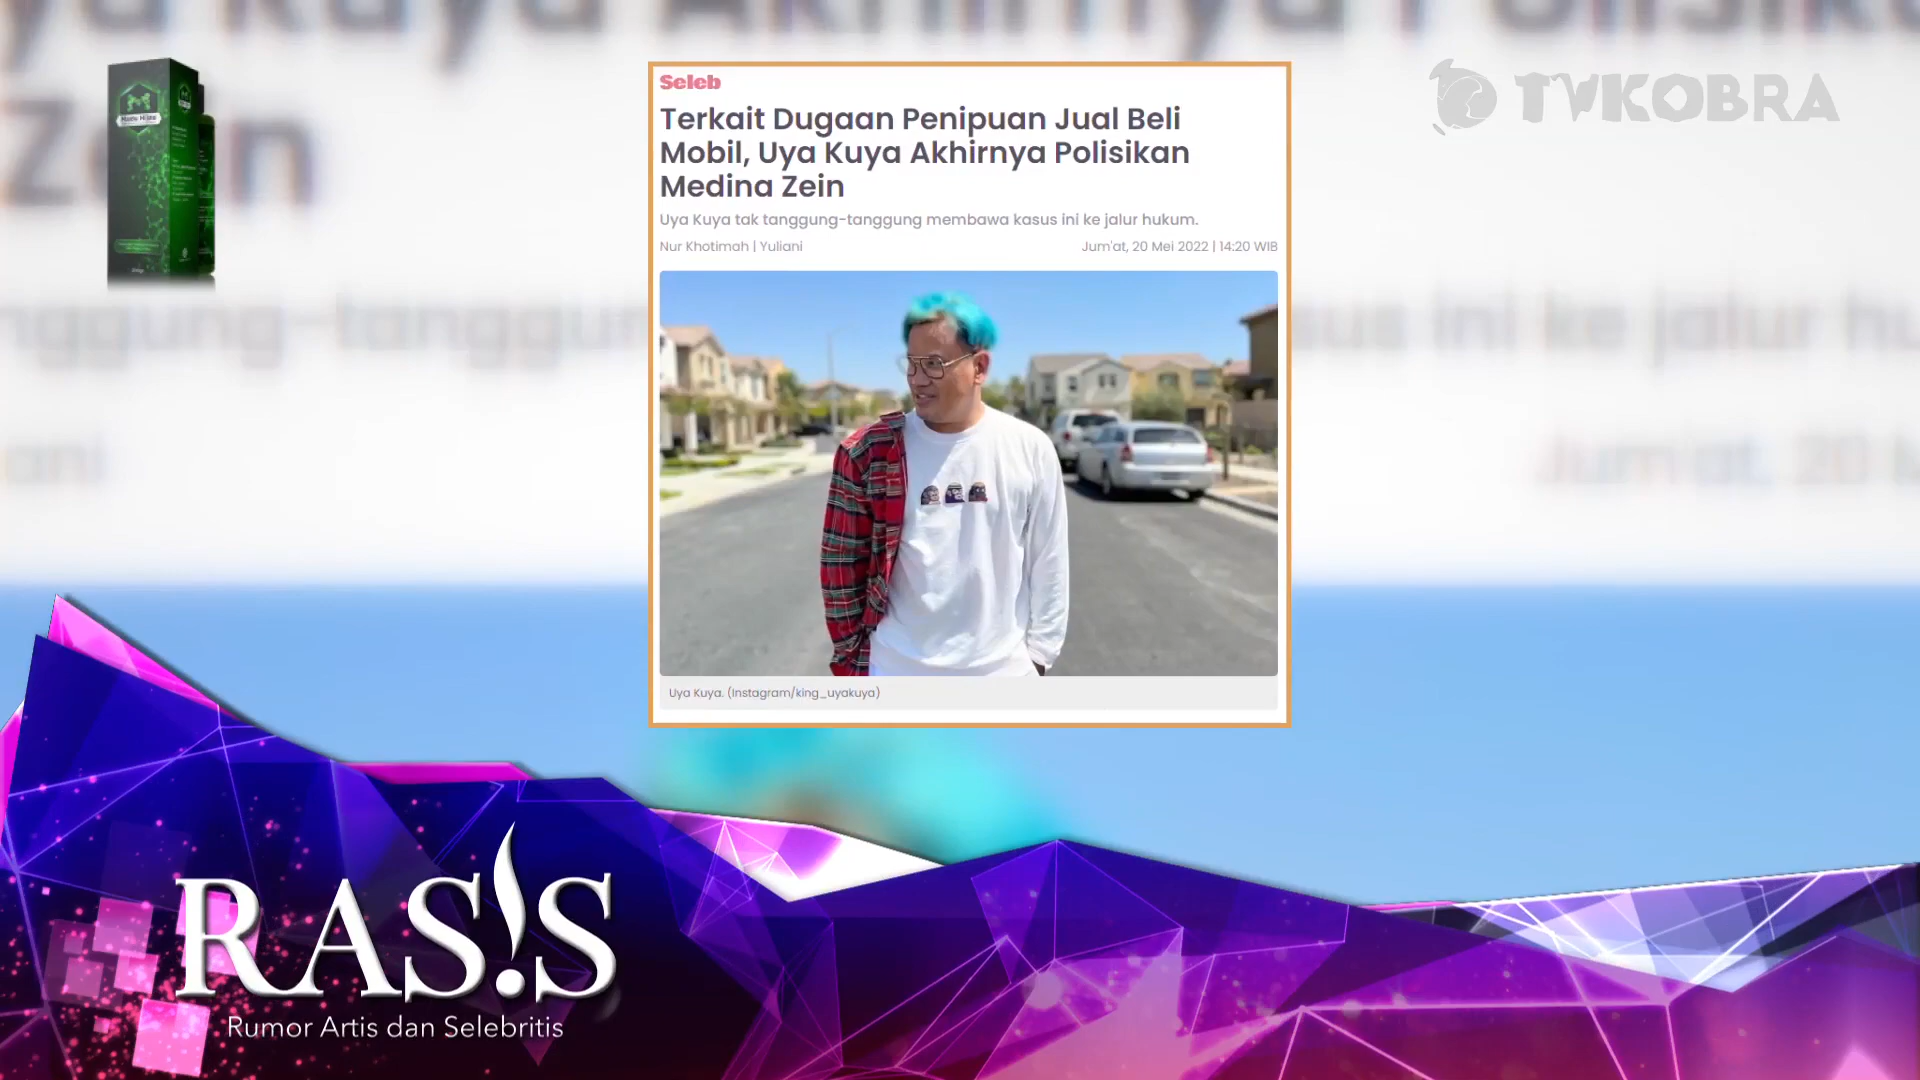 Seleb
Terkait Dugaan Penipuan Jual Beli
Mobil, Uya Kuya Akhirnya Polisikan
Medina Zein
Uya Kuya tak tanggung-tanggung membawa kasus ini ke jalur hukum.
Nur Khotimah | Yuliani
Jum'at, 20 Mei 2022 | 14:20 WIB
Uya Kuya. (Instagram/king_uyakuya)
TVKOBRA
RASIS
Rumor Artis dan Selebritis